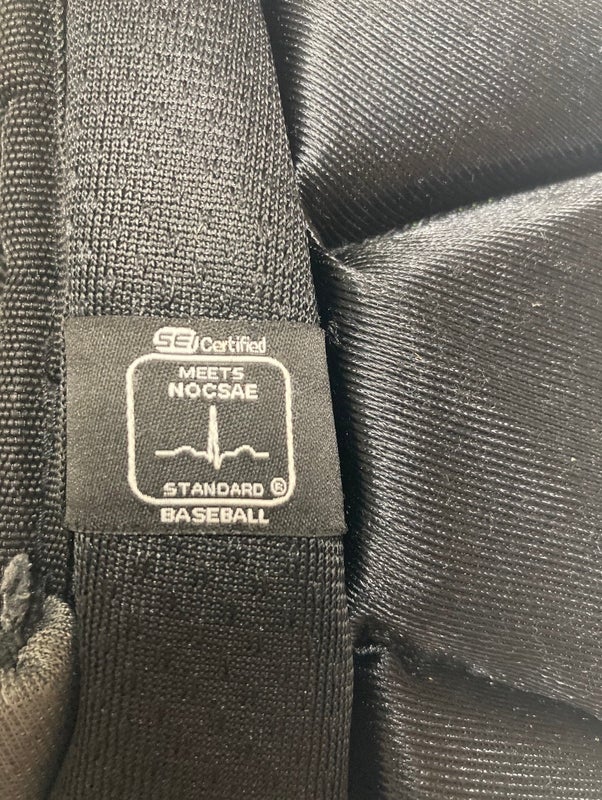 SEI Certified
MEETS
NOCSAE
STANDARD ®
BASEBALL